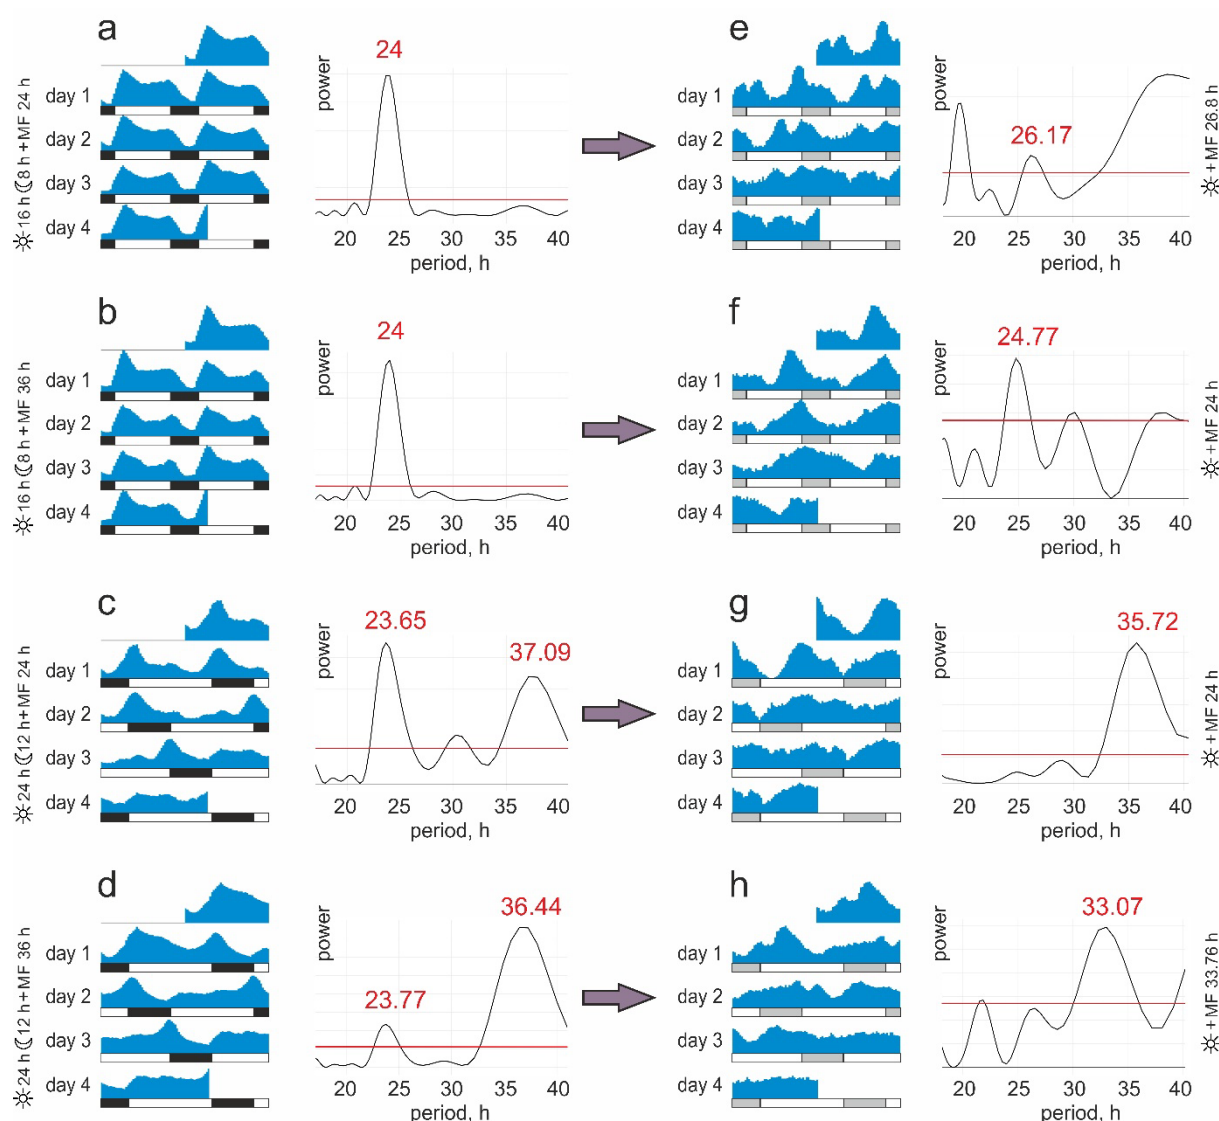 a
☼16 h☾8 h+MF 24 h
day 1
day 2
day 3
day 4
power
24
20 25 30 35 40
period, h
e
day 1
day 2
day 3
day 4
power
26.17
20 25 30 35 40
period, h
☼+MF 26.8 h
b
☼16 h☾8 h+MF 36 h
day 1
day 2
day 3
day 4
power
24
20 25 30 35 40
period, h
f
day 1
day 2
day 3
day 4
power
24.77
20 25 30 35 40
period, h
☼+MF 24 h
c
☼24 h☾12 h+MF 24 h
day 1
day 2
day 3
day 4
power
23.65
37.09
20 25 30 35 40
period, h
g
day 1
day 2
day 3
day 4
power
35.72
20 25 30 35 40
period, h
☼+MF 24 h
d
☼24 h☾12 h+MF 36 h
day 1
day 2
day 3
day 4
power
36.44
23.77
20 25 30 35 40
period, h
h
day 1
day 2
day 3
day 4
power
33.07
20 25 30 35 40
period, h
☼+MF 33.76 h